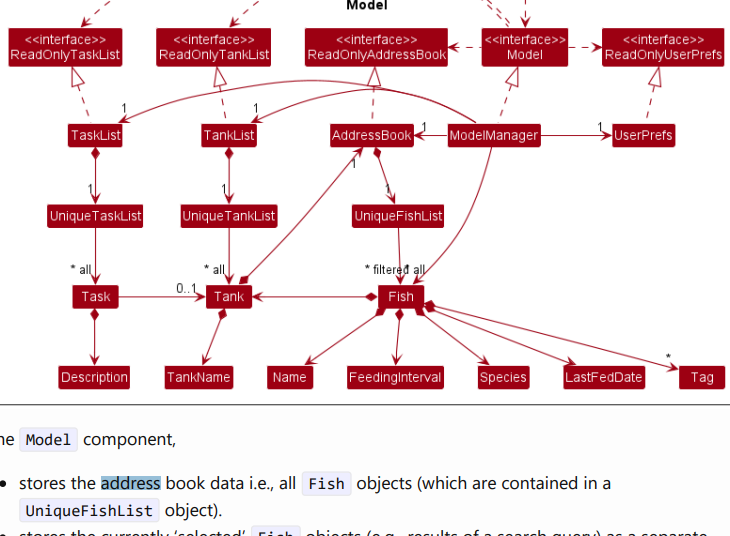 Model
<<interface>>
ReadOnlyTaskList
<<interface>>
ReadOnlyTankList
<<interface>>
ReadOnlyAddressBook
<<interface>>
Model
<<interface>>
ReadOnlyUserPrefs
1
1
TaskList
TankList
AddressBook
1
ModelManager
1
UserPrefs
1
1
1
1
UniqueTaskList
UniqueTankList
UniqueFishList
* all
* all
* filtered
* all
Task
0..1
Tank
Fish
*
Description
TankName
Name
FeedingInterval
Species
LastFedDate
Tag
he Model component,
stores the address book data i.e., all Fish objects (which are contained in a
UniqueFishList object).
stores the currently ‘selected’ Fish objects (e.g., results of a search query) as a separate